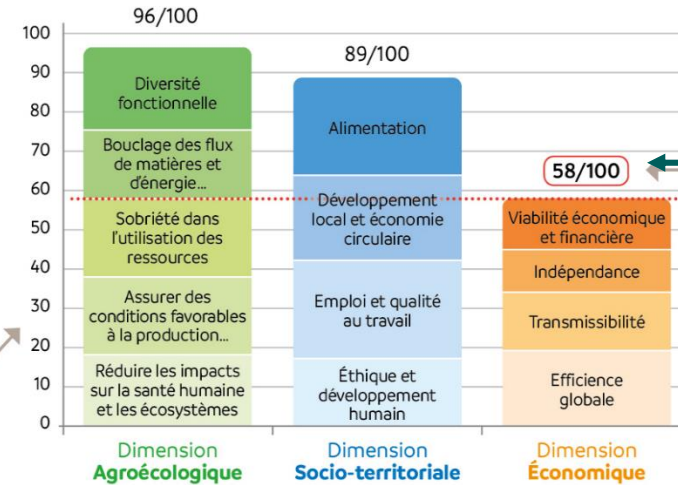 96/100
89/100
58/100
100
90
80
70
60
50
40
30
20
10
0
Diversité
fonctionnelle
Bouclage des flux
de matières et
d'énergie...
Sobriété dans
l'utilisation des
ressources
Assurer des
conditions favorables
à la production...
Réduire les impacts
sur la santé humaine
et les écosystèmes
Alimentation
Développement
local et économie
circulaire
Emploi et qualité
au travail
Éthique et
développement
humain
Viabilité économique
et financière
Indépendance
Transmissibilité
Efficience
globale
Dimension
Agroécologique
Dimension
Socio-territoriale
Dimension
Économique